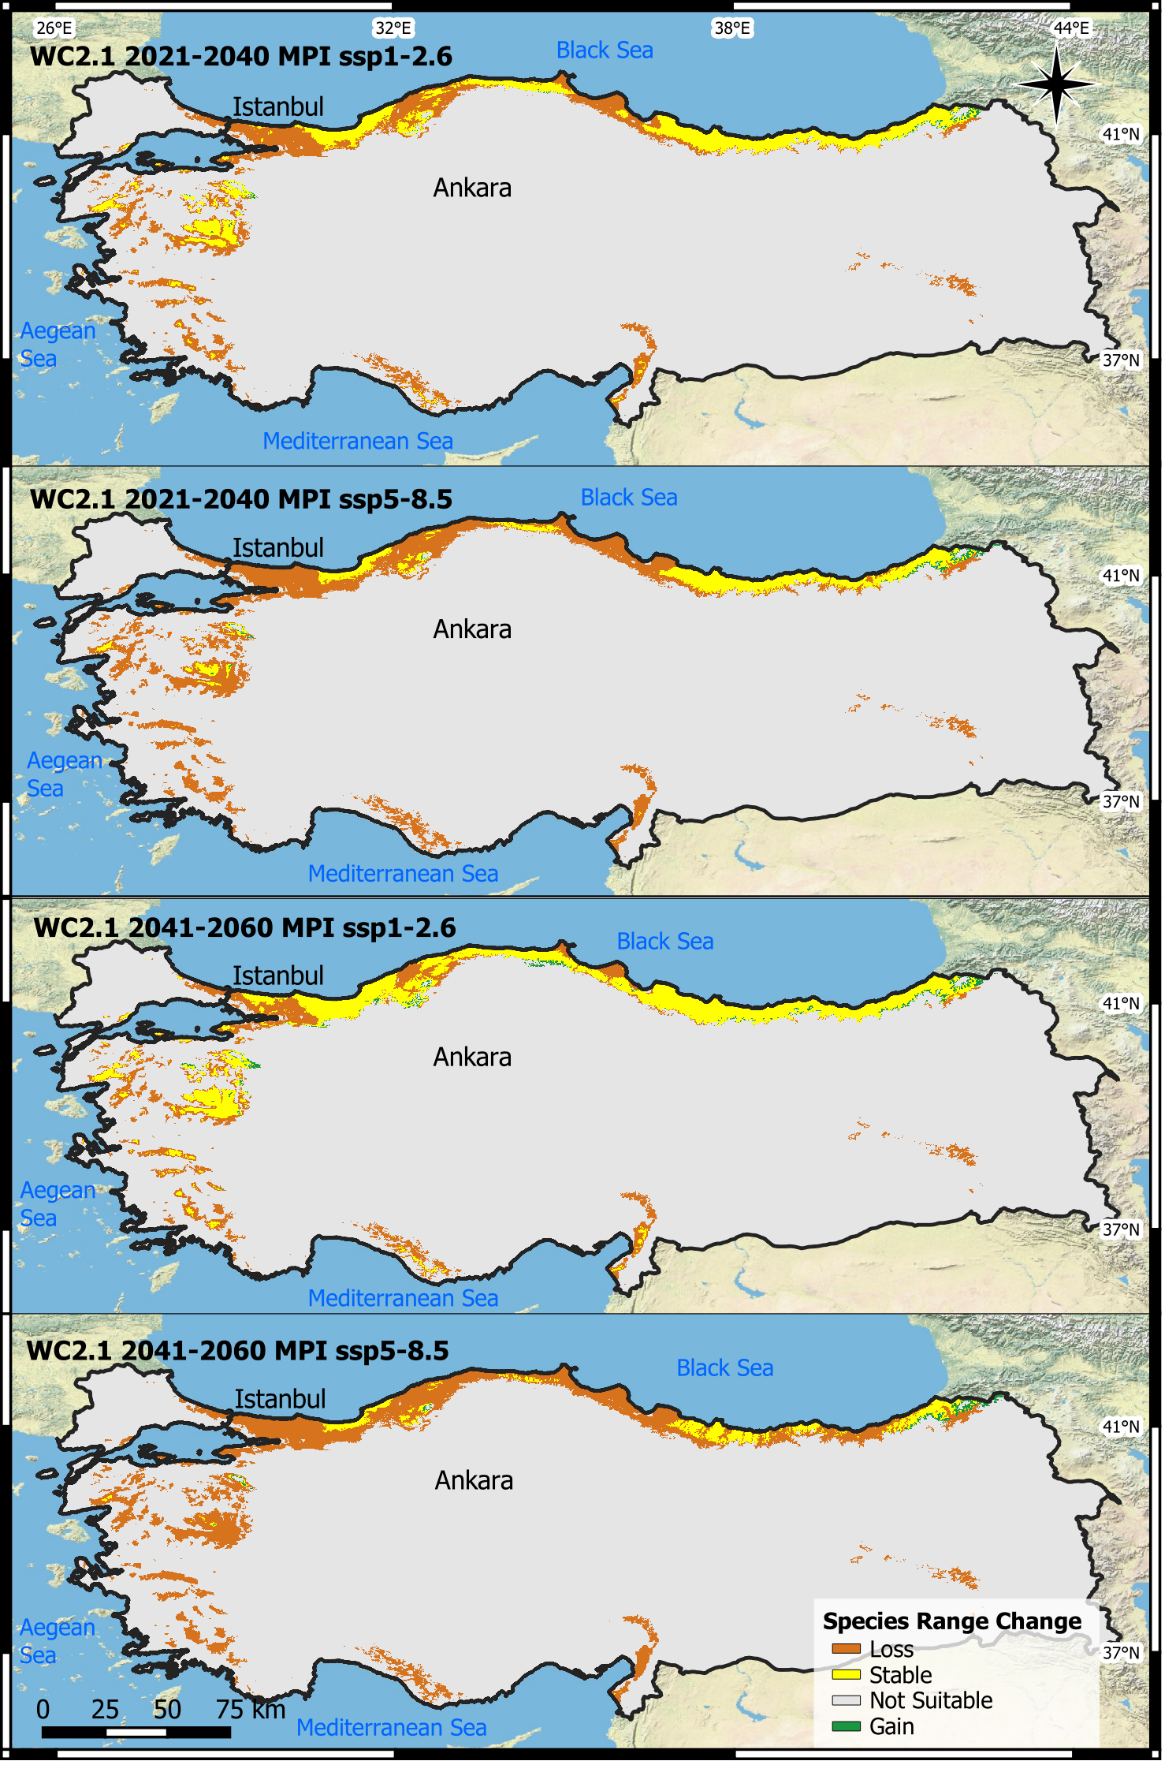 26°E 32°E 38°E 44°E
WC2.1 2021-2040 MPI ssp1-2.6
Black Sea
Istanbul
41°N
Ankara
Aegean
Sea
37°N
Mediterranean Sea
WC2.1 2021-2040 MPI ssp5-8.5
Black Sea
Istanbul
41°N
Ankara
Aegean
Sea
37°N
Mediterranean Sea
WC2.1 2041-2060 MPI ssp1-2.6
Black Sea
Istanbul
41°N
Ankara
Aegean
Sea
37°N
Mediterranean Sea
WC2.1 2041-2060 MPI ssp5-8.5
Black Sea
Istanbul
41°N
Ankara
Aegean
Sea
37°N
Species Range Change
Loss
Stable
Not Suitable
Gain
0 25 50 75 km
Mediterranean Sea